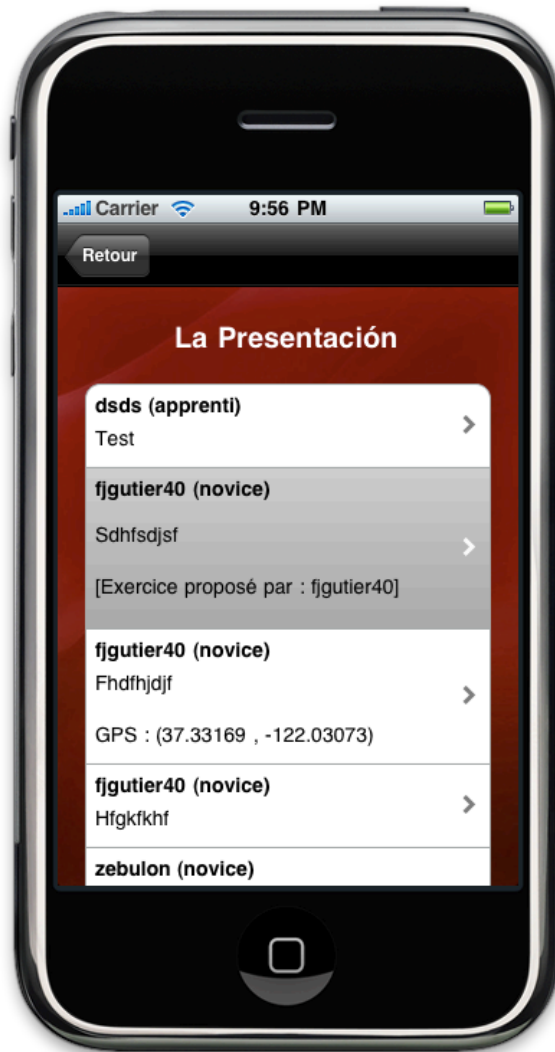 Carrier 9:56 PM
Retour
La Presentación
dsds (apprenti)
Test
fjgutier40 (novice)
Sdhfsdjsf
[Exercice proposé par : fjgutier40]
fjgutier40 (novice)
Fhdfhjdjf
GPS : (37.33169 , -122.03073)
fjgutier40 (novice)
Hfgkfkhf
zebulon (novice)